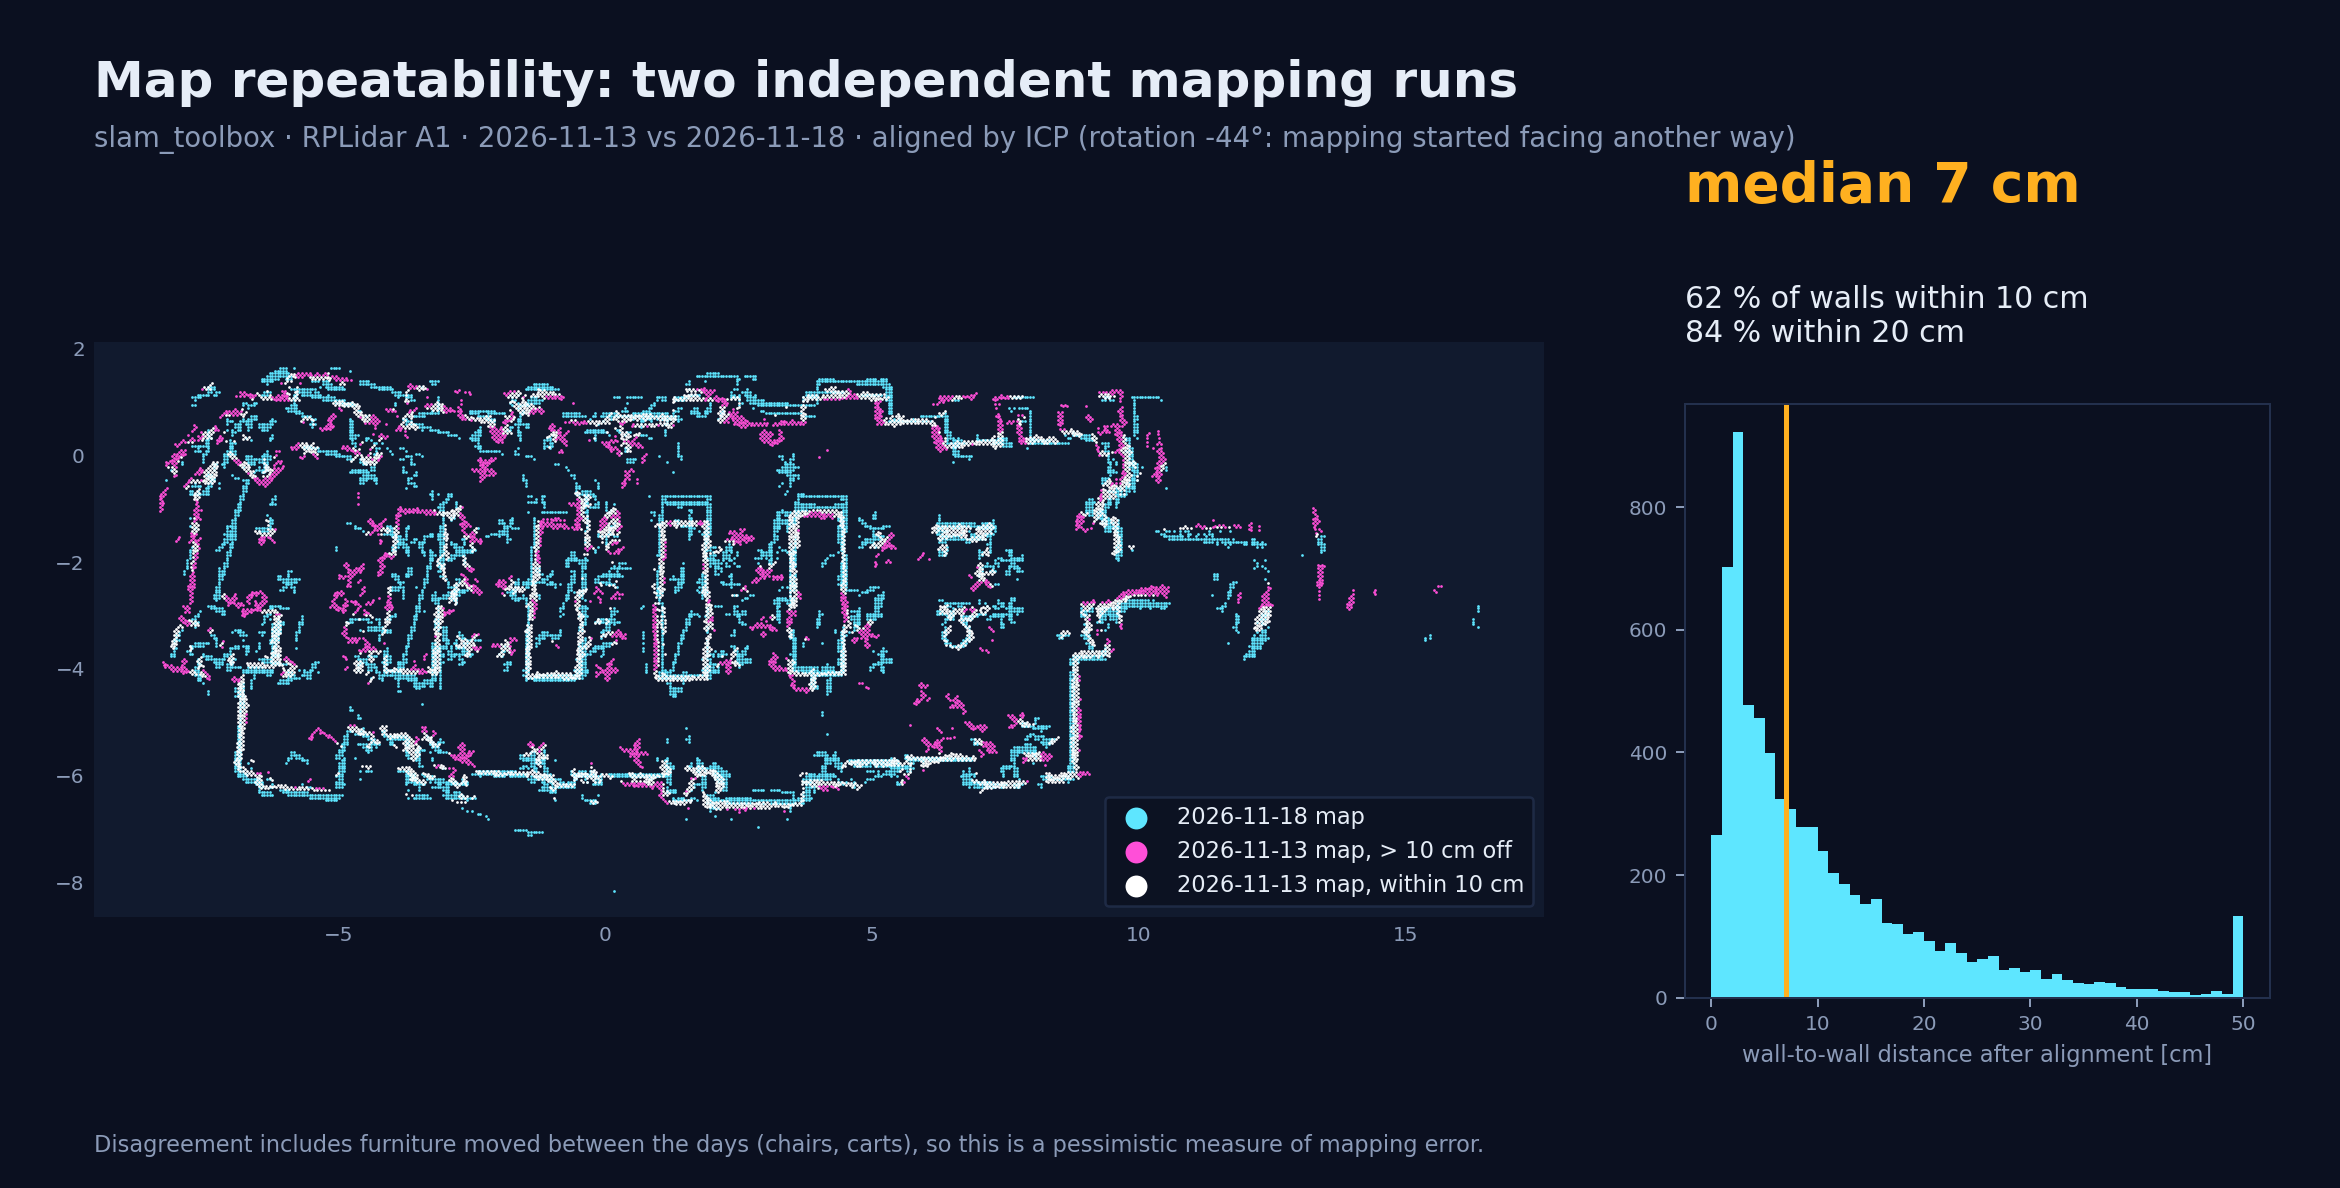 Map repeatability: two independent mapping runs
slam_toolbox · RPLidar A1 · 2026-11-13 vs 2026-11-18 · aligned by ICP (rotation -44°: mapping started facing another way)
median 7 cm
62 % of walls within 10 cm
84 % within 20 cm
2
0
−2
−4
−6
−8
−5
0
5
10
15
2026-11-18 map
2026-11-13 map, > 10 cm off
2026-11-13 map, within 10 cm
800
600
400
200
0
0
10
20
30
40
50
wall-to-wall distance after alignment [cm]
Disagreement includes furniture moved between the days (chairs, carts), so this is a pessimistic measure of mapping error.